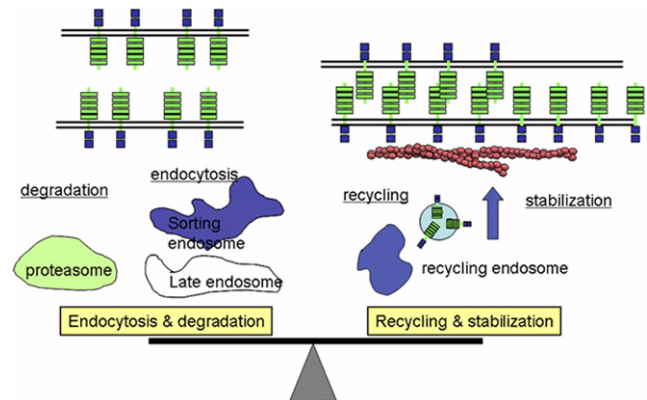 degradation
endocytosis
Sorting
endosome
proteasome
Late endosome
recycling
stabilization
recycling endosome
Endocytosis & degradation
Recycling & stabilization